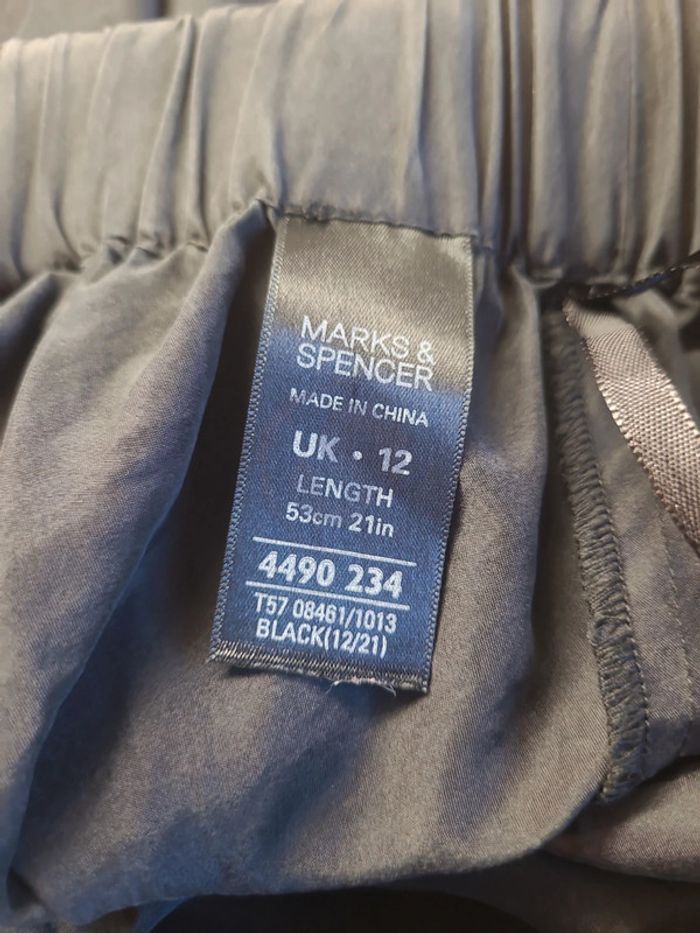 MARKS &
SPENCER
MADE IN CHINA
UK • 12
LENGTH
53cm 21in
4490 234
T57 08461/1013
BLACK(12/21)